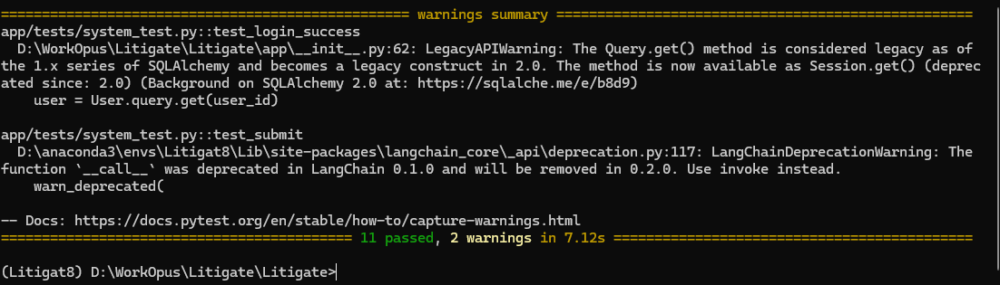 ============================================== warnings summary ===============================================
app/tests/system_test.py::test_login_success
  D:\WorkOpus\Litigate\Litigate\app\__init__.py:62: LegacyAPIWarning: The Query.get() method is considered legacy as of
the 1.x series of SQLAlchemy and becomes a legacy construct in 2.0. The method is now available as Session.get() (deprec
ated since: 2.0) (Background on SQLAlchemy 2.0 at: https://sqlalche.me/e/b8d9)
    user = User.query.get(user_id)

app/tests/system_test.py::test_submit
  D:\anaconda3\envs\Litigat8\Lib\site-packages\langchain_core\_api\deprecation.py:117: LangChainDeprecationWarning: The
function `__call__` was deprecated in LangChain 0.1.0 and will be removed in 0.2.0. Use invoke instead.
    warn_deprecated(

-- Docs: https://docs.pytest.org/en/stable/how-to/capture-warnings.html
======================================== 11 passed, 2 warnings in 7.12s ========================================

(Litigat8) D:\WorkOpus\Litigate\Litigate>